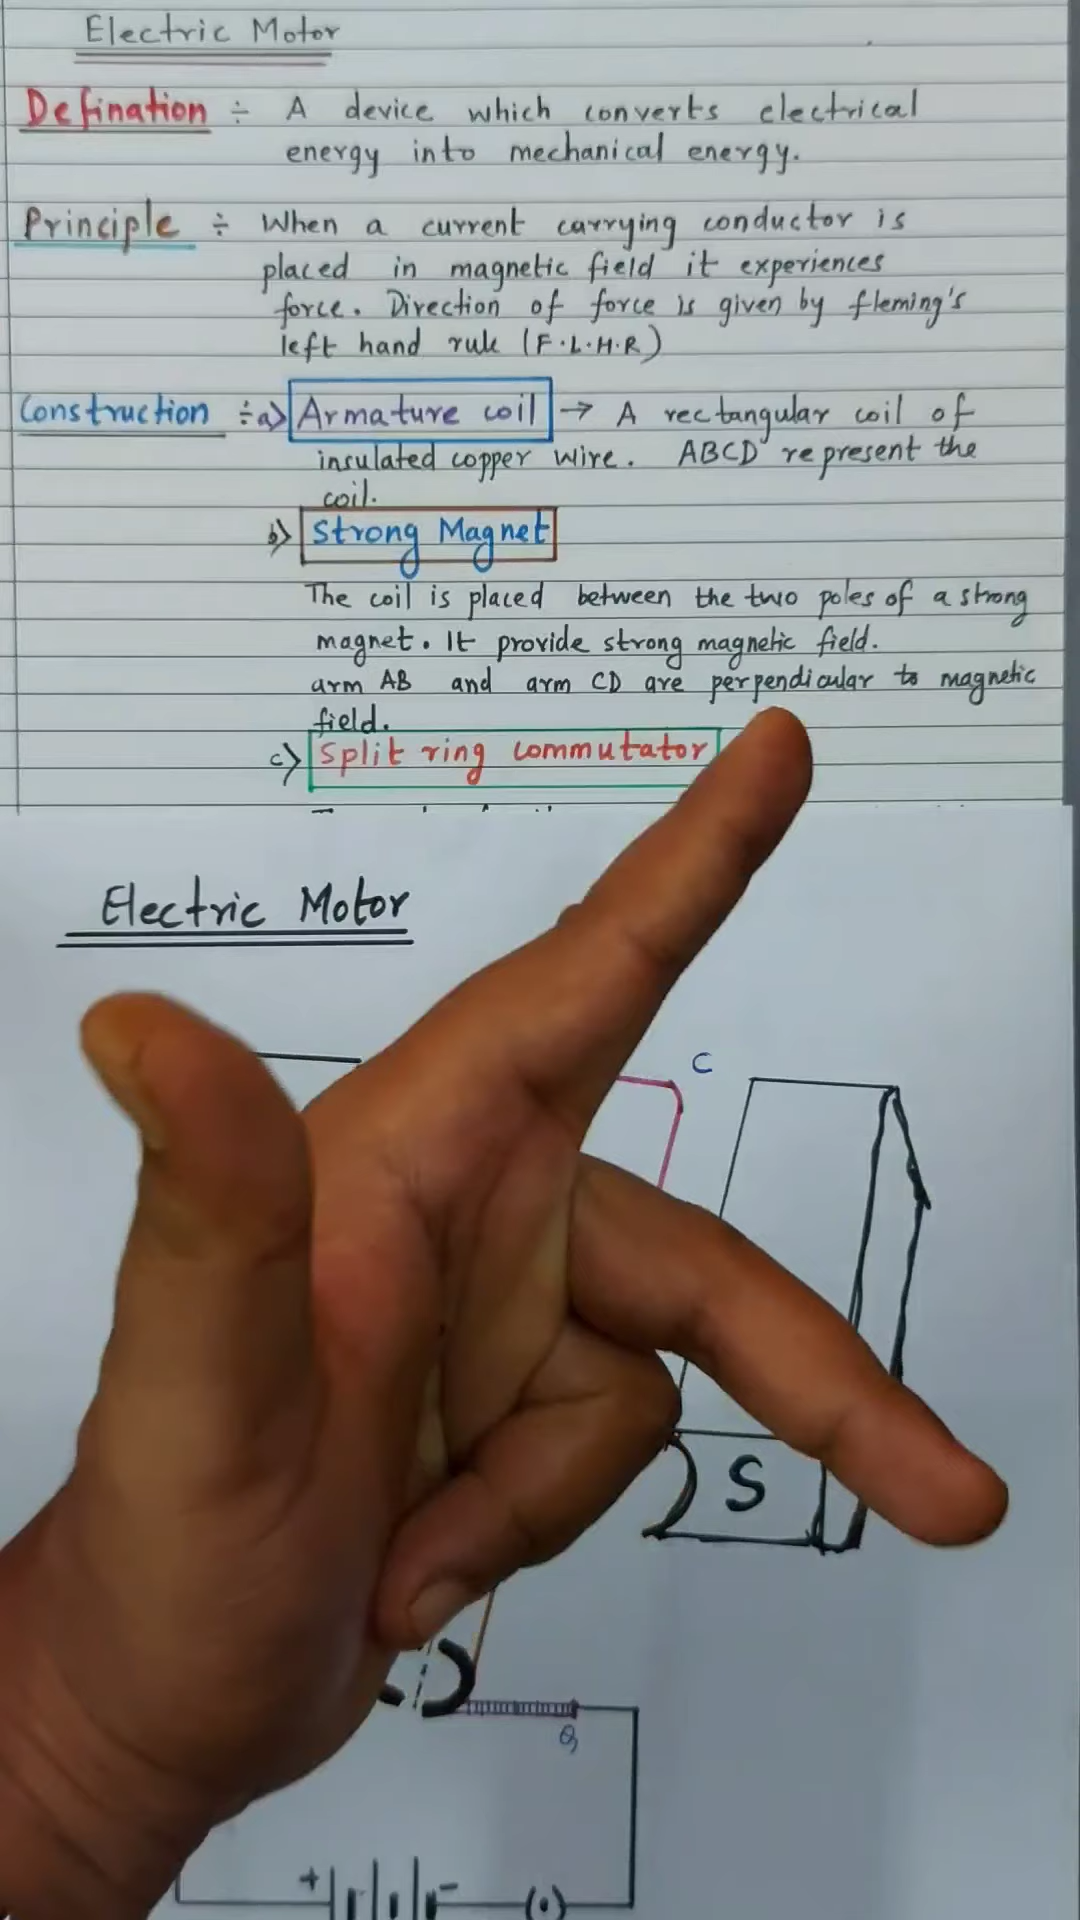 Electric Motor
Defination ÷ A device which converts electrical
energy into mechanical energy.
Principle ÷ When a current carrying conductor is
placed in magnetic field it experiences
force. Direction of force is given by fleming's
left hand rule (F.L.H.R)
Construction ÷ a) Armature coil → A rectangular coil of
insulated copper wire. ABCD represent the
coil.
b) Strong Magnet
The coil is placed between the two poles of a strong
magnet. It provide strong magnetic field.
arm AB and arm CD are perpendicular to magnetic
field.
c) Split ring commutator
Electric Motor
C
S
Q
+ -
(·)